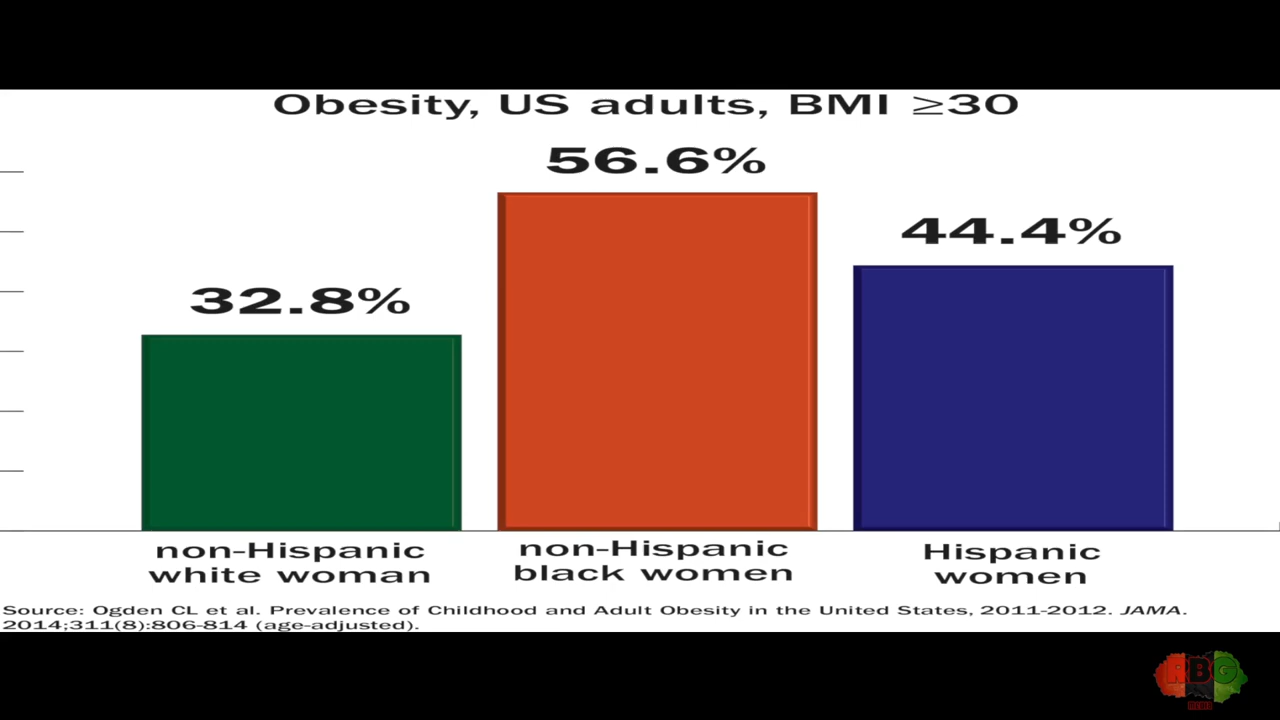 Obesity, US adults, BMI ≥30
56.6%
44.4%
32.8%
non-Hispanic
white woman
non-Hispanic
black women
Hispanic
women
Source: Ogden CL et al. Prevalence of Childhood and Adult Obesity in the United States, 2011-2012. JAMA.
2014;311(8):806-814 (age-adjusted).
RBG